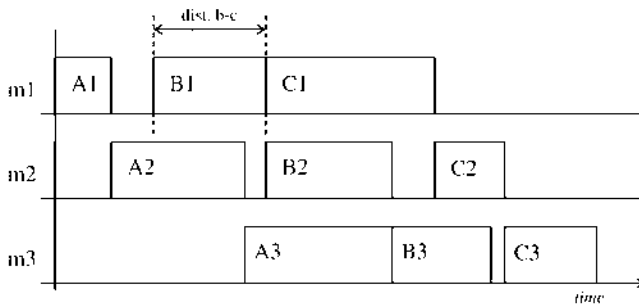 dist. b-c
m1 A1 B1 C1
m2 A2 B2 C2
m3 A3 B3 C3
time